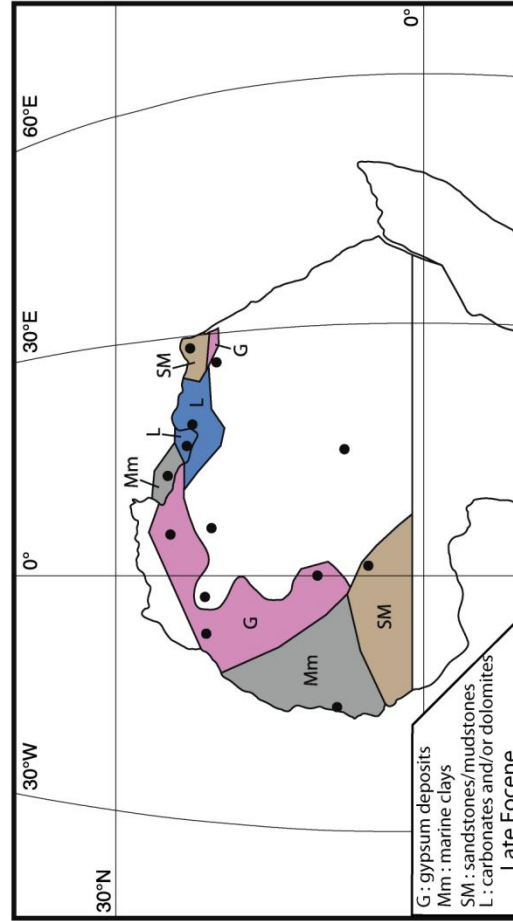 60°E
30°E
0°
30°W
30°N
0°
SM
G
L
L
Mm
G
Mm
SM
G : gypsum deposits
Mm : marine clays
SM : sandstones/mudstones
L : carbonates and/or dolomites
Late Eocene